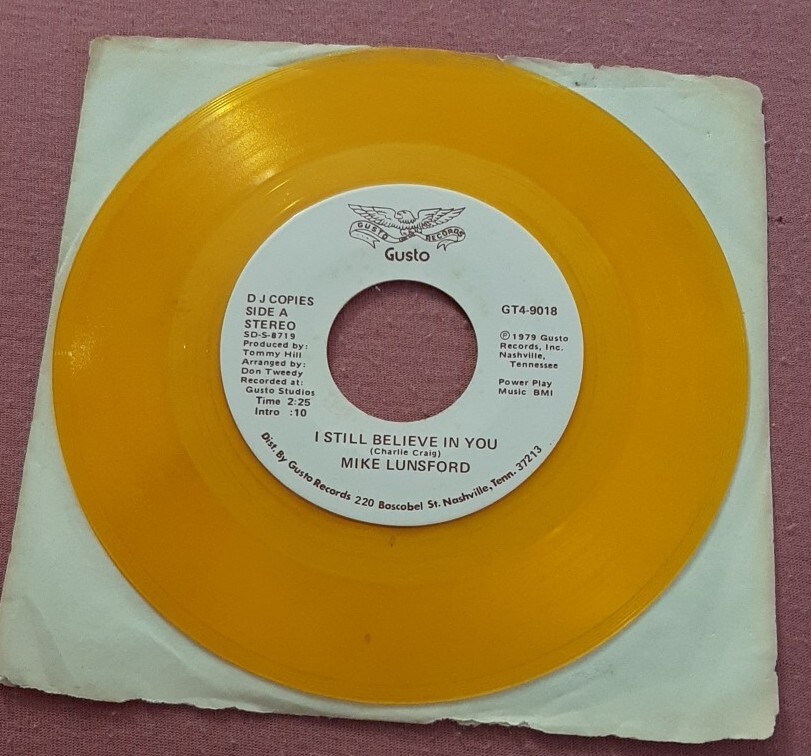 GUSTO RECORDS
Gusto
D J COPIES
SIDE A
STEREO
SD-S-8719
Produced by:
Tommy Hill
Arranged by:
Don Tweedy
Recorded at:
Gusto Studios
Time 2:25
Intro :10
GT4-9018
Ⓟ 1979 Gusto
Records, Inc.
Nashville,
Tennessee
Power Play
Music BMI
I STILL BELIEVE IN YOU
(Charlie Craig)
MIKE LUNSFORD
Dist. By Gusto Records 220 Boscobel St. Nashville, Tenn. 37213